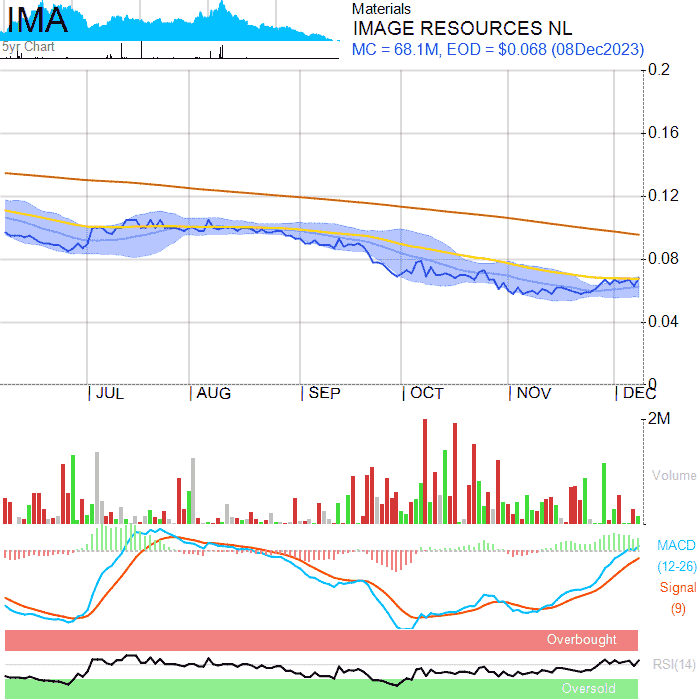 IMA
5yr Chart
Materials
IMAGE RESOURCES NL
MC = 68.1M, EOD = $0.068 (08Dec2023)
0.2
0.16
0.12
0.08
0.04
0
JUL AUG SEP OCT NOV DEC
2M
Volume
MACD
(12-26)
Signal
(9)
Overbought
RSI(14)
Oversold